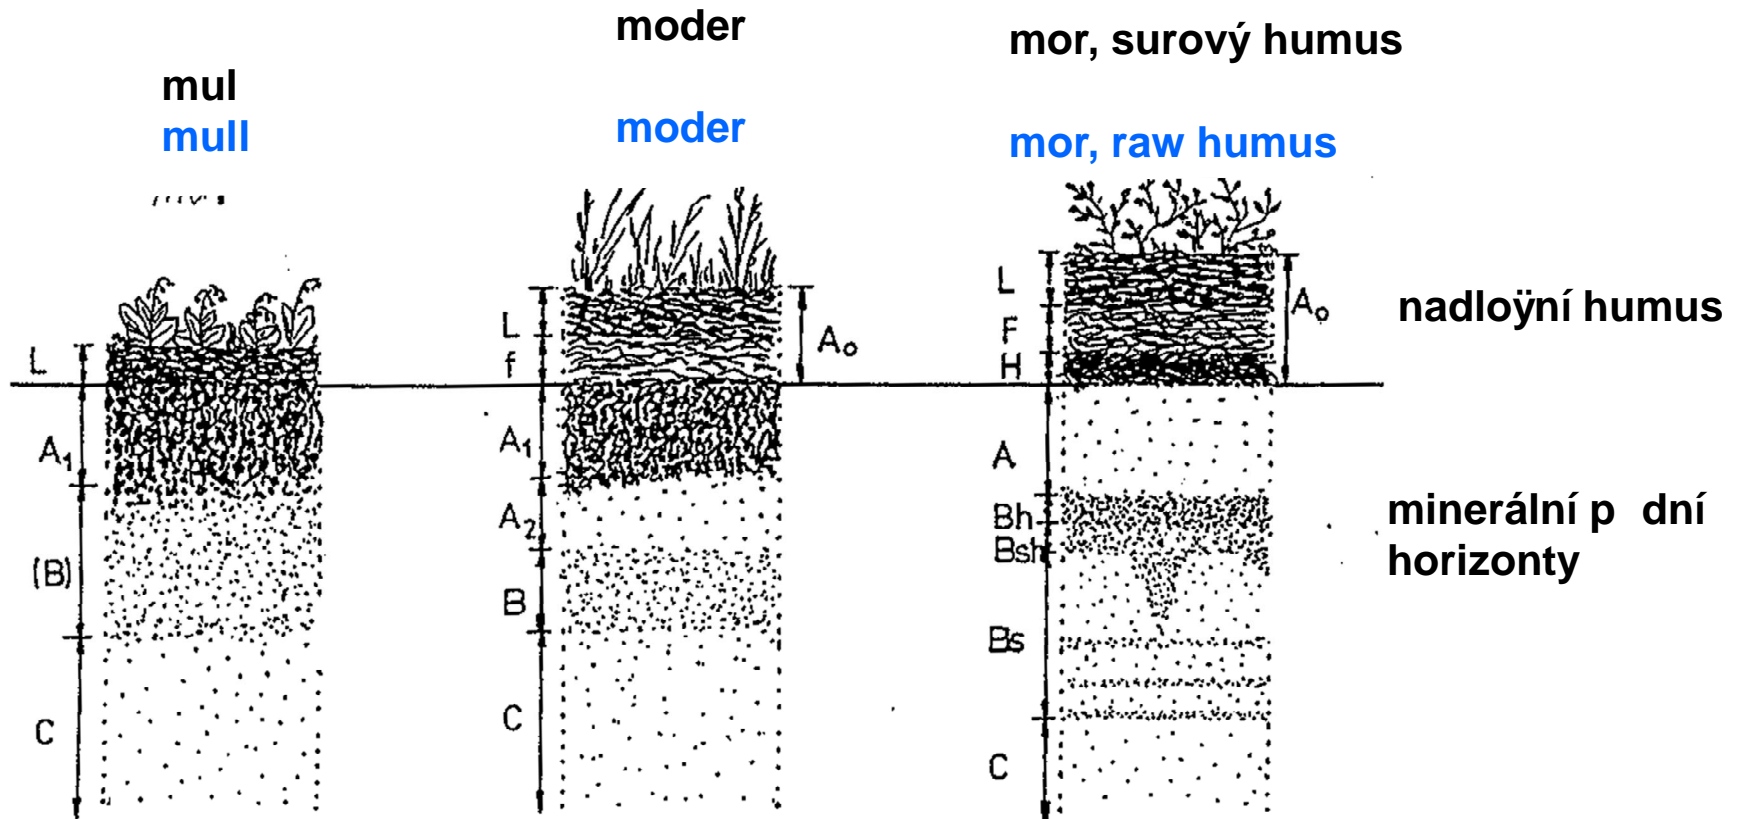 mul
mull
moder
moder
mor, surový humus
mor, raw humus
L
A₁
(B)
C
L
f
A₀
A₁
A₂
B
C
L
F
H
A₀
A
Bh
Bsh
Bs
C
nadloÿní humus
minerální p dní
horizonty